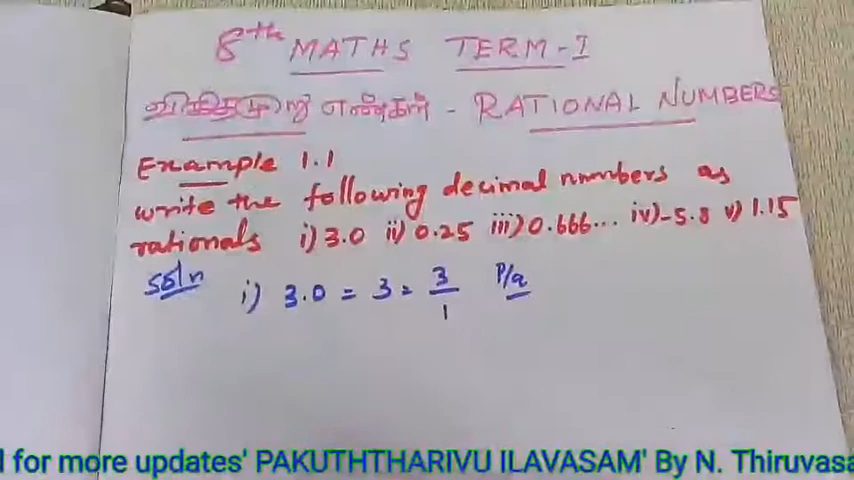 8th MATHS TERM-I
விகிதமுறு எண்கள் - RATIONAL NUMBERS
Example 1.1
write the following decimal numbers as
rationals i) 3.0 ii) 0.25 iii) 0.666... iv) -5.8 v) 1.15
Soln i) 3.0 = 3 = 3/1 P/q
d for more updates' PAKUTHTHARIVU ILAVASAM' By N. Thiruvasa